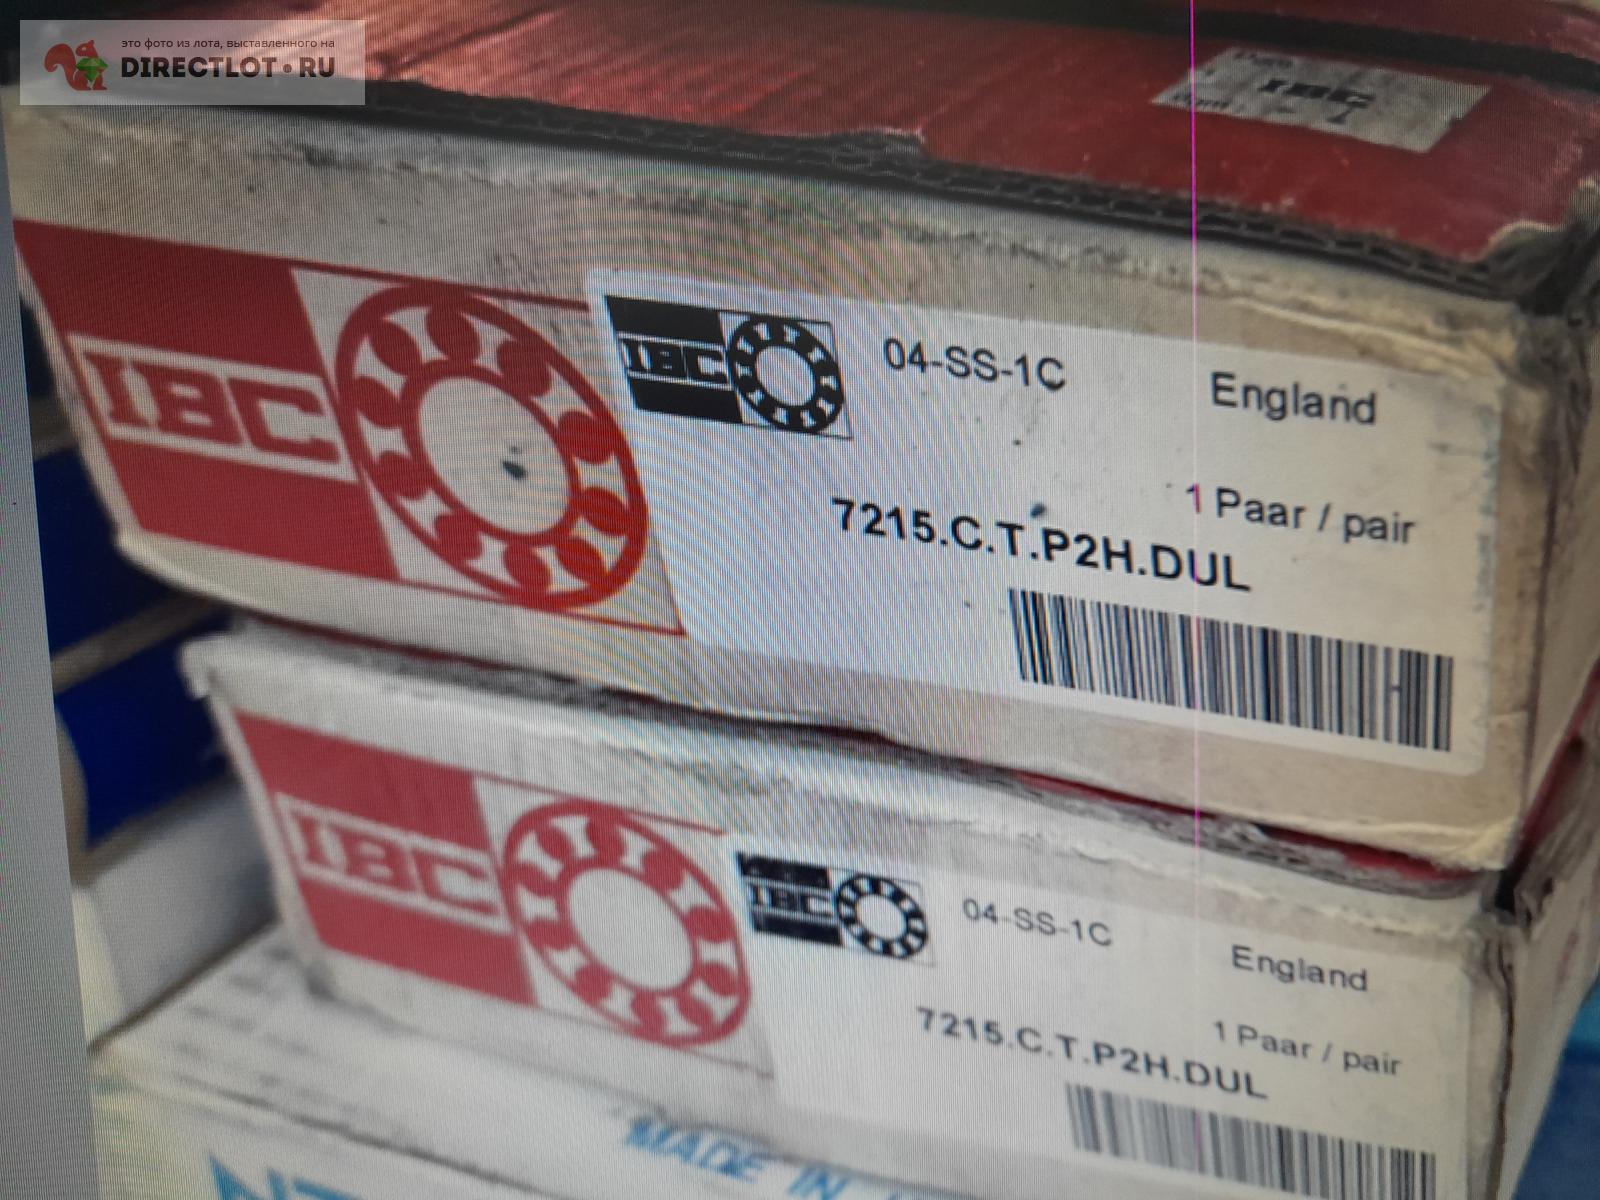 это фото из лота, выставленного на
DIRECTLOT.RU
IBC
IBC
IBC
04-SS-1C
England
1 Paar / pair
7215.C.T.P2H.DUL
IBC
IBC
04-SS-1C
England
1 Paar / pair
7215.C.T.P2H.DUL
MADE IN